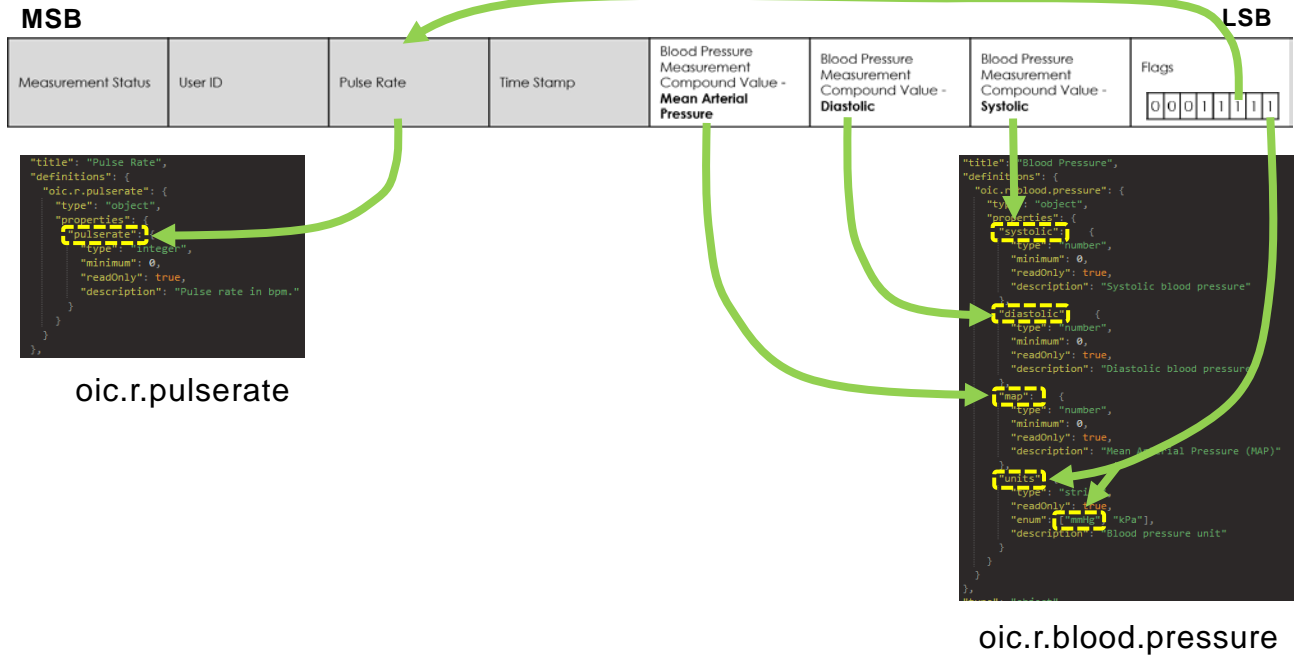 MSB
LSB
Measurement Status
User ID
Pulse Rate
Time Stamp
Blood Pressure
Measurement
Compound Value -
Mean Arterial
Pressure
Blood Pressure
Measurement
Compound Value -
Diastolic
Blood Pressure
Measurement
Compound Value -
Systolic
Flags
0 0 0 1 1 1 1 1
"title": "Pulse Rate",
"definitions": {
"oic.r.pulserate": {
"type": "object",
"properties": {
"pulserate": {
"type": "integer",
"minimum": 0,
"readOnly": true,
"description": "Pulse rate in bpm."
}
}
}
},
oic.r.pulserate
"title": "Blood Pressure",
"definitions": {
"oic.r.blood.pressure": {
"type": "object",
"properties": {
"systolic": {
"type": "number",
"minimum": 0,
"readOnly": true,
"description": "Systolic blood pressure"
},
"diastolic": {
"type": "number",
"minimum": 0,
"readOnly": true,
"description": "Diastolic blood pressure"
},
"map": {
"type": "number",
"minimum": 0,
"readOnly": true,
"description": "Mean Arterial Pressure (MAP)"
},
"units"
"type": "string",
"readOnly": true,
"enum": ["mmHg", "kPa"],
"description": "Blood pressure unit"
}
}
}
},
"type": "object"
oic.r.blood.pressure